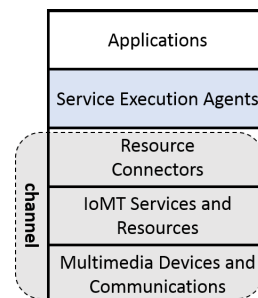 Applications
Service Execution Agents
channel
Resource
Connectors
IoMT Services and
Resources
Multimedia Devices and
Communications